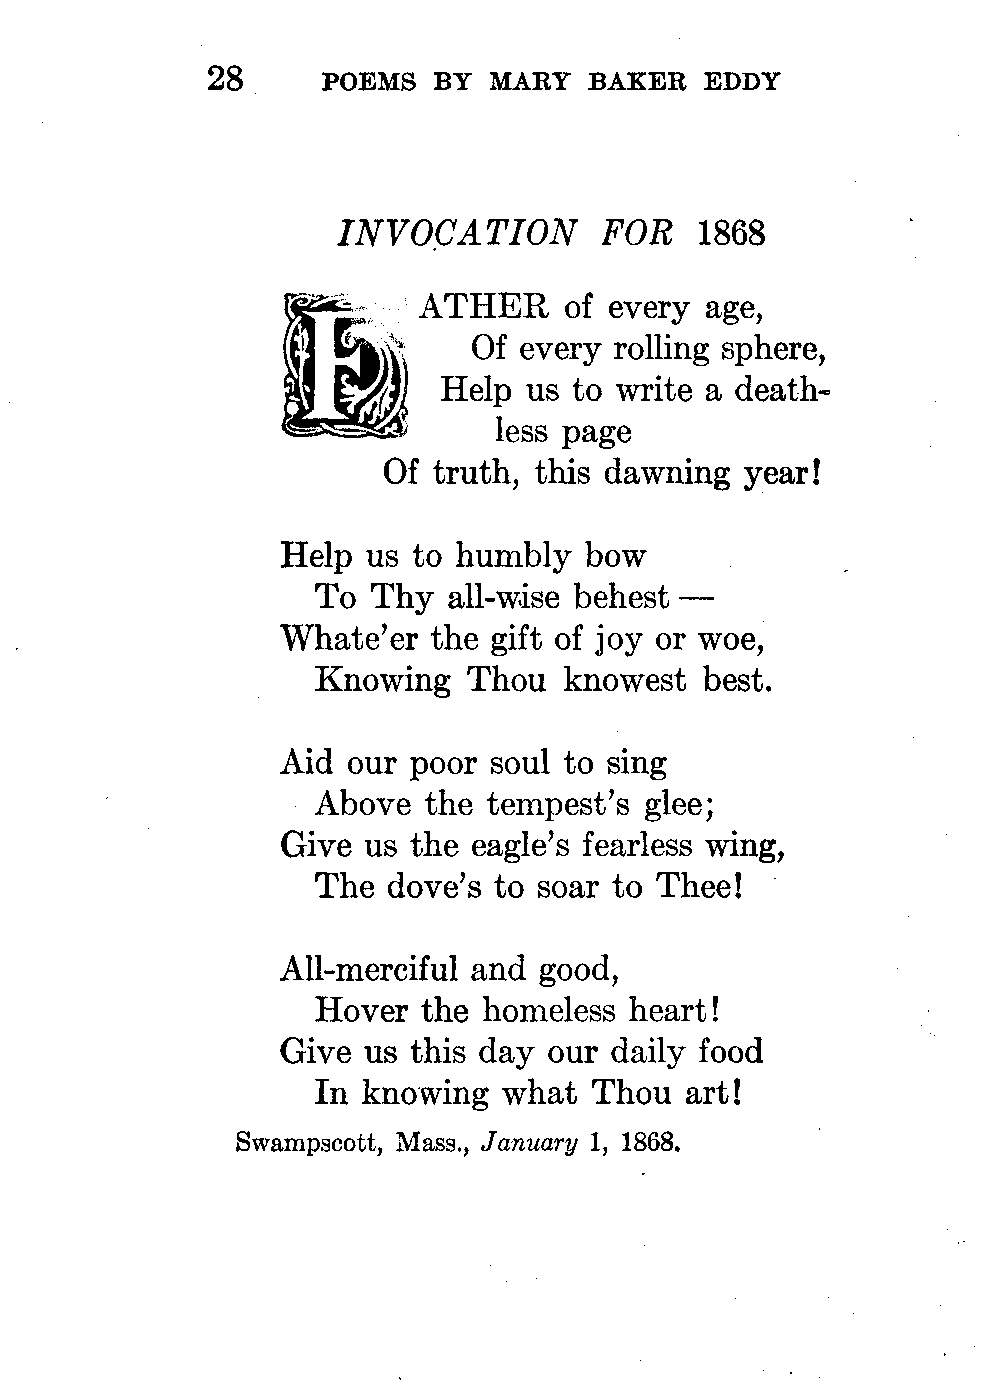 28 POEMS BY MARY BAKER EDDY
INVOCATION FOR 1868
FATHER of every age,
Of every rolling sphere,
Help us to write a death-
less page
Of truth, this dawning year!
Help us to humbly bow
To Thy all-wise behest —
Whate'er the gift of joy or woe,
Knowing Thou knowest best.
Aid our poor soul to sing
Above the tempest's glee;
Give us the eagle's fearless wing,
The dove's to soar to Thee!
All-merciful and good,
Hover the homeless heart!
Give us this day our daily food
In knowing what Thou art!
Swampscott, Mass., January 1, 1868.